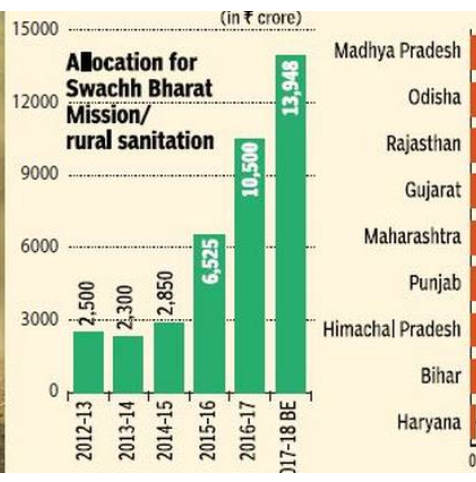 (in ₹ crore)
Allocation for
Swachh Bharat
Mission/
rural sanitation
15000
12000
9000
6000
3000
0
2,500
2,300
2,850
6,525
10,500
13,948
2012-13
2013-14
2014-15
2015-16
2016-17
017-18 BE
Madhya Pradesh
Odisha
Rajasthan
Gujarat
Maharashtra
Punjab
Himachal Pradesh
Bihar
Haryana
0